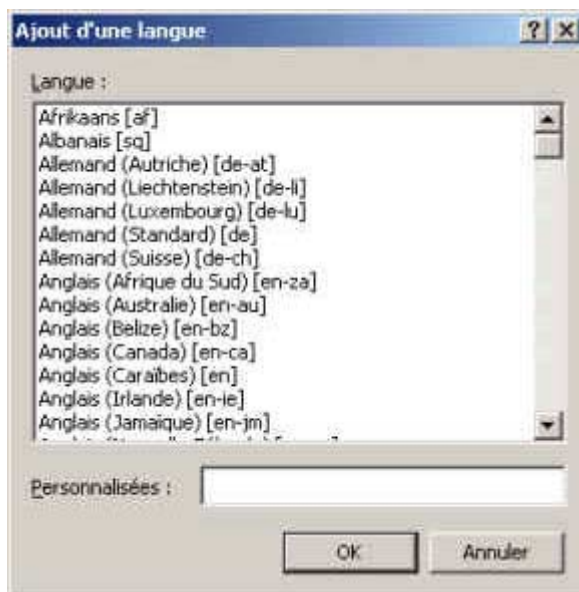 Ajout d'une langue
Langue :
Afrikaans [af]
Albanais [sq]
Allemand (Autriche) [de-at]
Allemand (Liechtenstein) [de-li]
Allemand (Luxembourg) [de-lu]
Allemand (Standard) [de]
Allemand (Suisse) [de-ch]
Anglais (Afrique du Sud) [en-za]
Anglais (Australie) [en-au]
Anglais (Belize) [en-bz]
Anglais (Canada) [en-ca]
Anglais (Caraïbes) [en]
Anglais (Irlande) [en-ie]
Anglais (Jamaïque) [en-jm]
Personnalisées :
OK Annuler